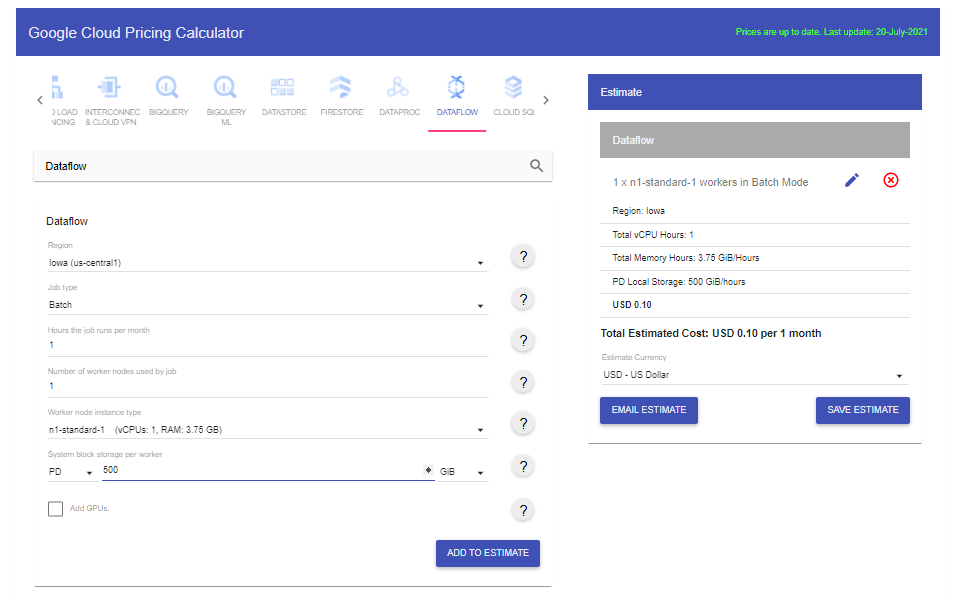 Google Cloud Pricing Calculator
Prices are up to date. Last update: 20-July-2021
LOAD
NCING
INTERCONNEC
& CLOUD VPN
BIGQUERY
BIGQUERY
ML
DATASTORE
FIRESTORE
DATAPROC
DATAFLOW
CLOUD SQL
Dataflow
Dataflow
Region
Iowa (us-central1)
?
Job type
Batch
?
Hours the job runs per month
1
?
Number of worker nodes used by job
1
?
Worker node instance type
n1-standard-1 (vCPUs: 1, RAM: 3.75 GB)
?
System block storage per worker
PD 500 GiB
?
Add GPUs.
?
ADD TO ESTIMATE
Estimate
Dataflow
1 x n1-standard-1 workers in Batch Mode
Region: Iowa
Total vCPU Hours: 1
Total Memory Hours: 3.75 GiB/Hours
PD Local Storage: 500 GiB/hours
USD 0.10
Total Estimated Cost: USD 0.10 per 1 month
Estimate Currency
USD - US Dollar
EMAIL ESTIMATE
SAVE ESTIMATE